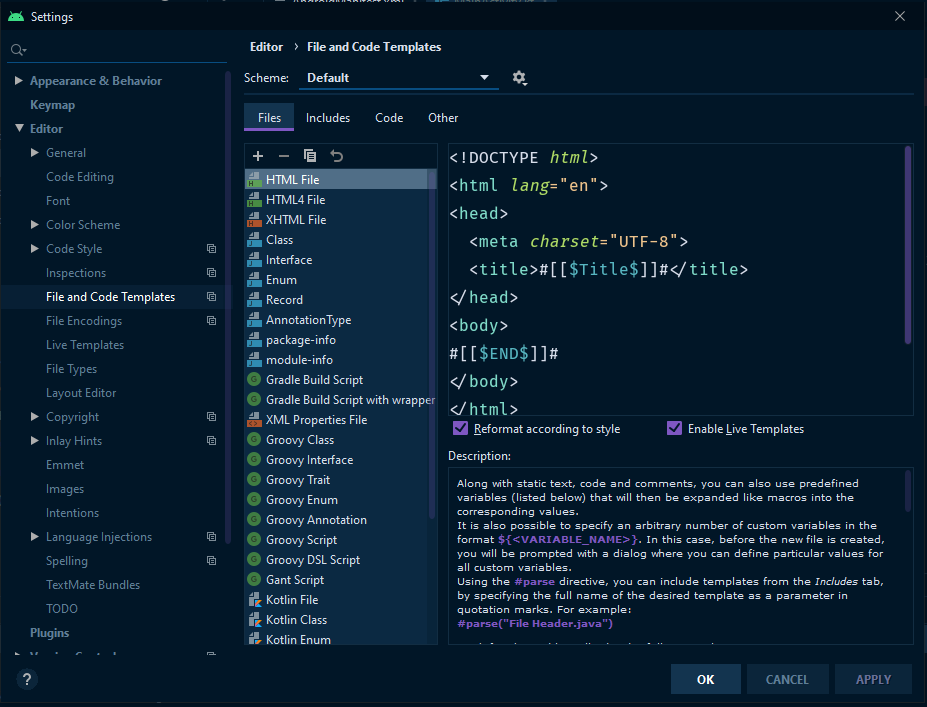 Settings
Appearance & Behavior
Keymap
Editor
General
Code Editing
Font
Color Scheme
Code Style
Inspections
File and Code Templates
File Encodings
Live Templates
File Types
Layout Editor
Copyright
Inlay Hints
Emmet
Images
Intentions
Language Injections
Spelling
TextMate Bundles
TODO
Plugins
Editor › File and Code Templates
Scheme: Default
Files Includes Code Other
HTML File
HTML4 File
XHTML File
Class
Interface
Enum
Record
AnnotationType
package-info
module-info
Gradle Build Script
Gradle Build Script with wrapper
XML Properties File
Groovy Class
Groovy Interface
Groovy Trait
Groovy Enum
Groovy Annotation
Groovy Script
Groovy DSL Script
Gant Script
Kotlin File
Kotlin Class
Kotlin Enum
<!DOCTYPE html>
<html lang="en">
<head>
<meta charset="UTF-8">
<title>#[[$Title$]]#</title>
</head>
<body>
#[[$END$]]#
</body>
</html>
Reformat according to style Enable Live Templates
Description:
Along with static text, code and comments, you can also use predefined
variables (listed below) that will then be expanded like macros into the
corresponding values.
It is also possible to specify an arbitrary number of custom variables in the
format ${<VARIABLE_NAME>}. In this case, before the new file is created,
you will be prompted with a dialog where you can define particular values for
all custom variables.
Using the #parse directive, you can include templates from the Includes tab,
by specifying the full name of the desired template as a parameter in
quotation marks. For example:
#parse("File Header.java")
?
OK CANCEL APPLY